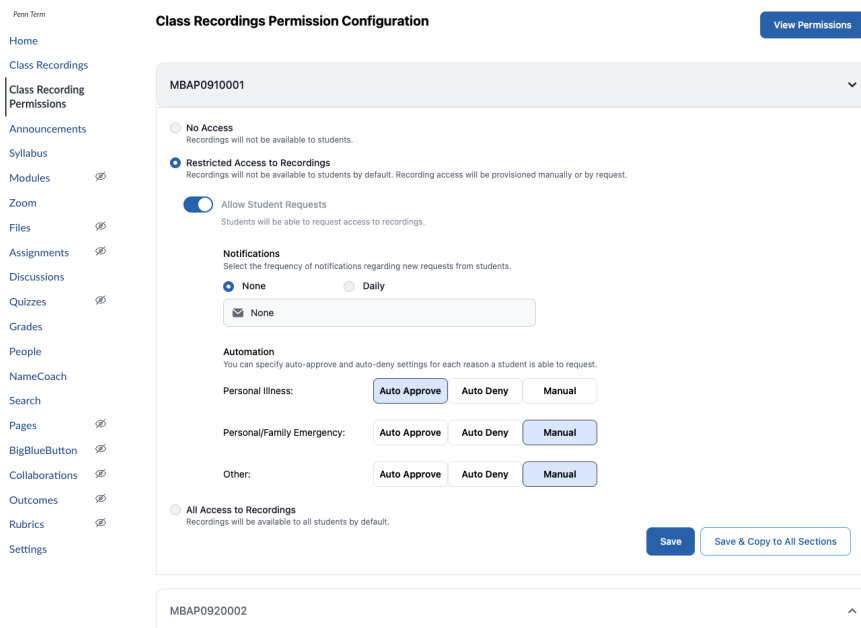 Penn Term
Home
Class Recordings
Class Recording
Permissions
Announcements
Syllabus
Modules
Zoom
Files
Assignments
Discussions
Quizzes
Grades
People
NameCoach
Search
Pages
BigBlueButton
Collaborations
Outcomes
Rubrics
Settings
Class Recordings Permission Configuration
View Permissions
MBAP0910001
No Access
Recordings will not be available to students.
Restricted Access to Recordings
Recordings will not be available to students by default. Recording access will be provisioned manually or by request.
Allow Student Requests
Students will be able to request access to recordings.
Notifications
Select the frequency of notifications regarding new requests from students.
None Daily
None
Automation
You can specify auto-approve and auto-deny settings for each reason a student is able to request.
Personal Illness: Auto Approve Auto Deny Manual
Personal/Family Emergency: Auto Approve Auto Deny Manual
Other: Auto Approve Auto Deny Manual
All Access to Recordings
Recordings will be available to all students by default.
Save Save & Copy to All Sections
MBAP0920002